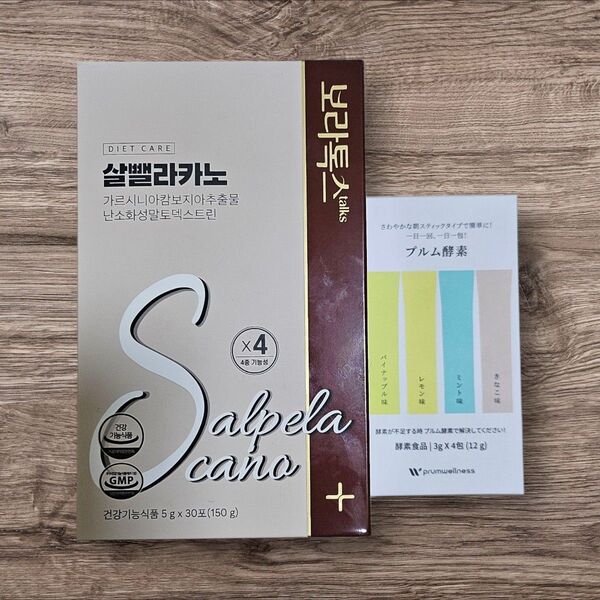 DIET CARE
살뺄라카노
가르시니아캄보지아추출물
난소화성말토덱스트린
x4
4중 기능성
Salpela
cano
건강
기능식품
GMP
건강기능식품 5 g x 30포(150 g)
보라톡스
talks
+
さわやかな朝スティックタイプで簡単に!
一日一回、一日一包!
プルム酵素
パイナップル味
レモン味
ミント味
きなこ味
酵素が不足する時 プルム酵素で解決してください!
酵素食品 | 3g X 4包 (12 g)
prumwellness